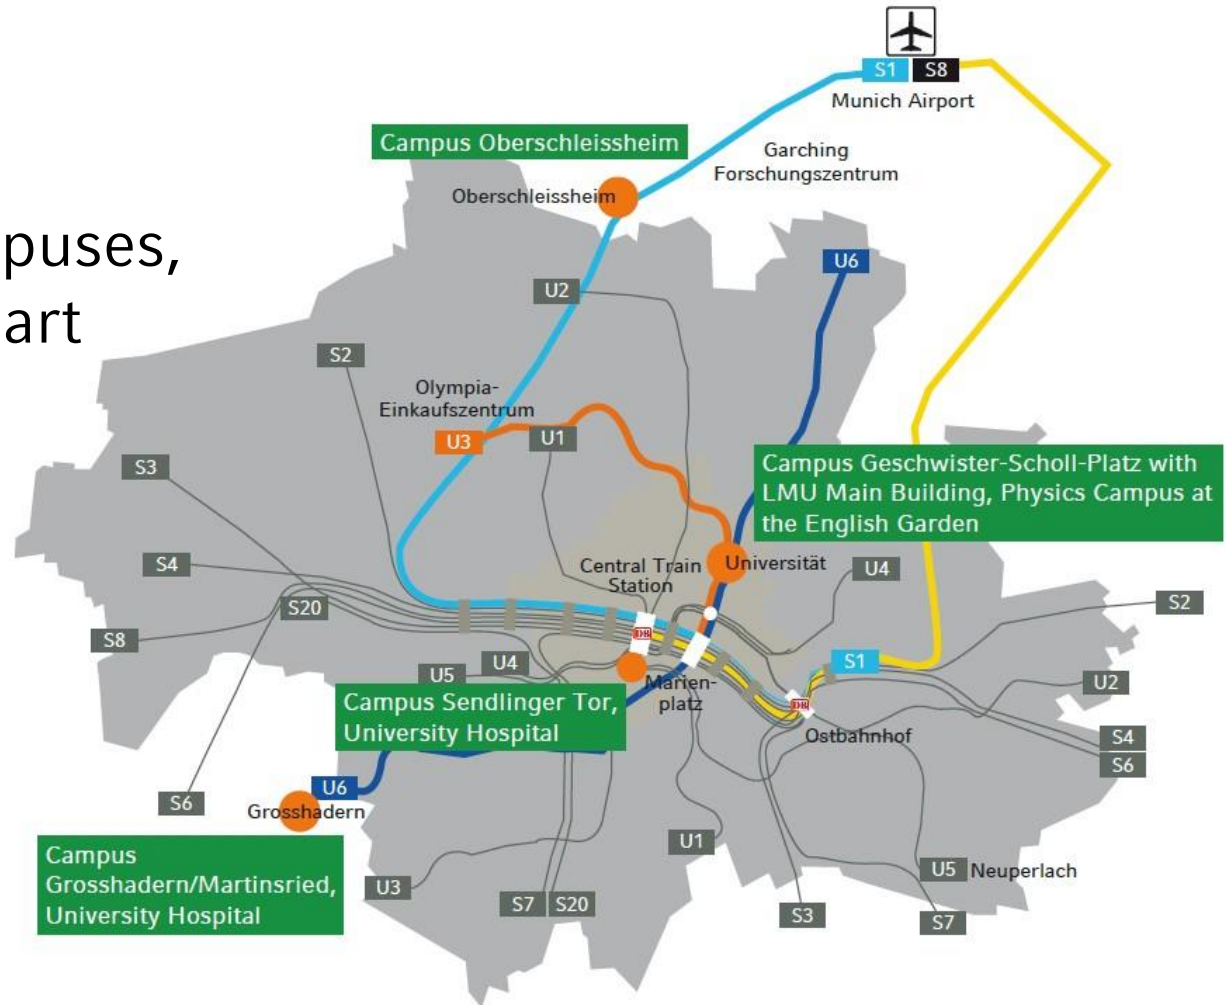 S1 S8
Munich Airport
Campus Oberschleissheim
Garching
Forschungszentrum
Oberschleissheim
puses,
art
U6
U2
S2
Olympia-
Einkaufszentrum
U3
U1
S3
Campus Geschwister-Scholl-Platz with
LMU Main Building, Physics Campus at
the English Garden
S4
Central Train
Station
Universität
U4
S20
S2
S8
DB
U5
U4
S1
Marien-
platz
U2
Campus Sendlinger Tor,
University Hospital
DB
Ostbahnhof
S4
S6
U6
S6
Grosshadern
Campus
Grosshadern/Martinsried,
University Hospital
U1
U3
U5 Neuperlach
S7 S20
S3
S7